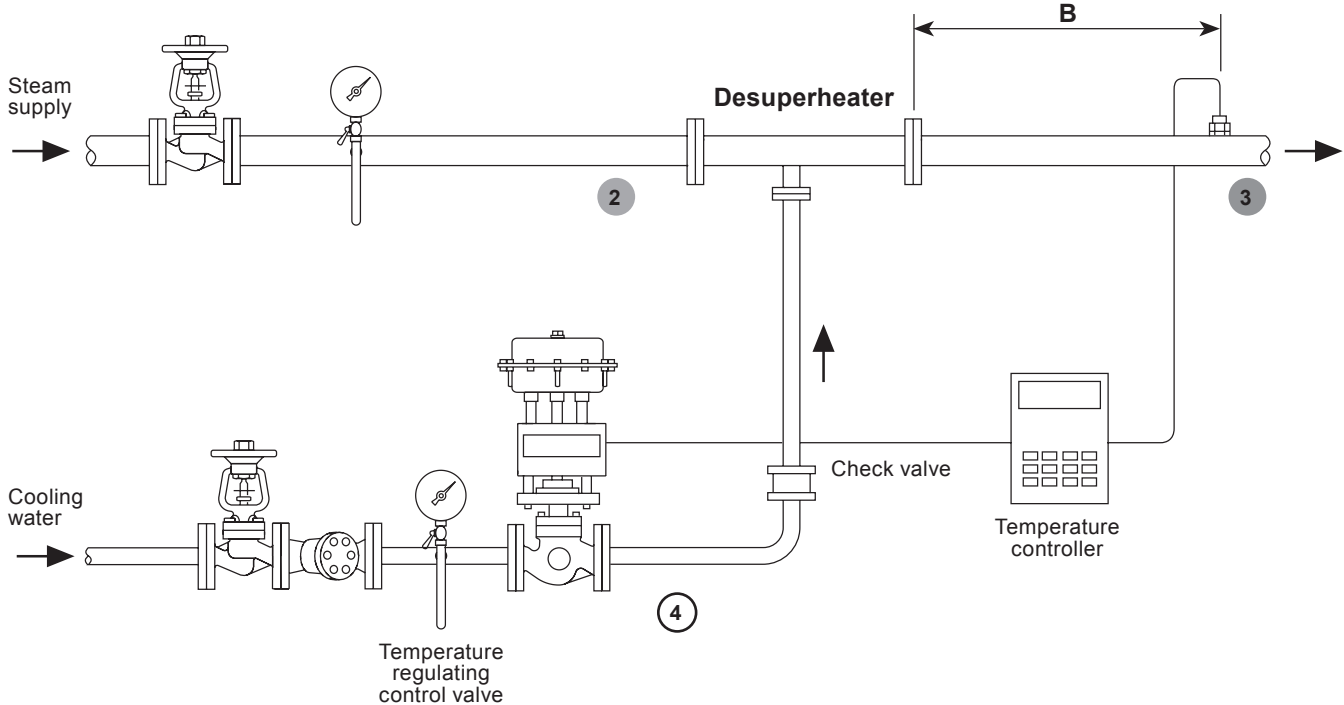 B
Steam
supply
Desuperheater
2
3
Check valve
Cooling
water
Temperature
controller
4
Temperature
regulating
control valve